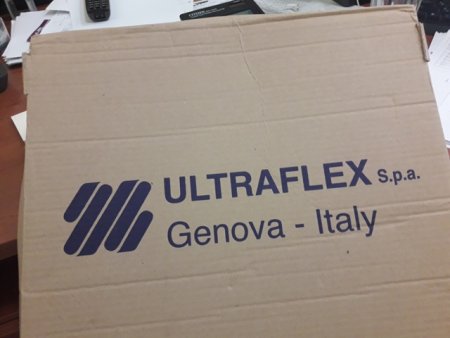 ULTRAFLEX S.p.a.
Genova - Italy